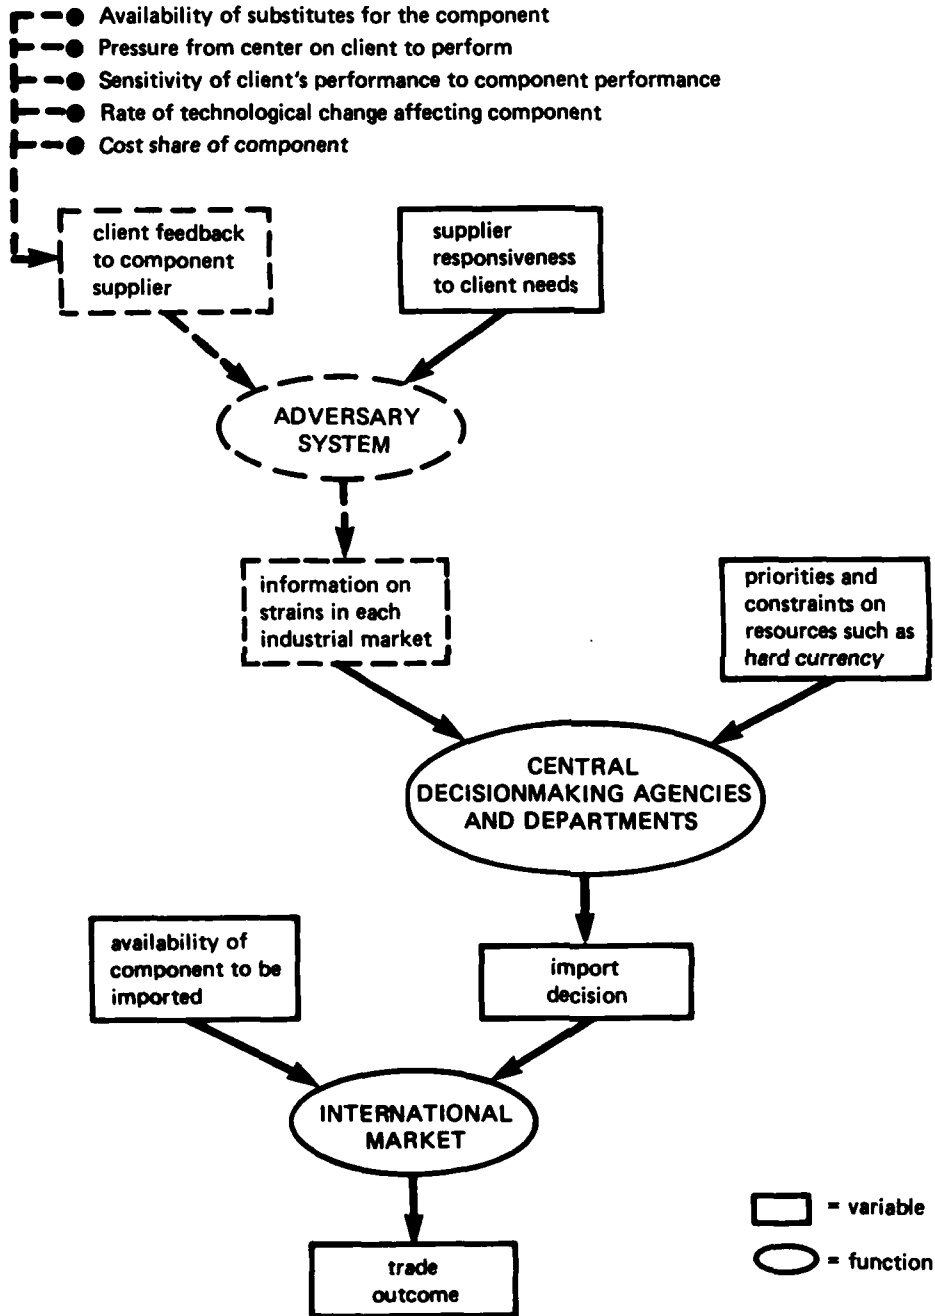 Availability of substitutes for the component
Pressure from center on client to perform
Sensitivity of client's performance to component performance
Rate of technological change affecting component
Cost share of component
client feedback
to component
supplier
supplier
responsiveness
to client needs
ADVERSARY
SYSTEM
information on
strains in each
industrial market
priorities and
constraints on
resources such as
hard currency
CENTRAL
DECISIONMAKING AGENCIES
AND DEPARTMENTS
availability of
component to be
imported
import
decision
INTERNATIONAL
MARKET
= variable
= function
trade
outcome